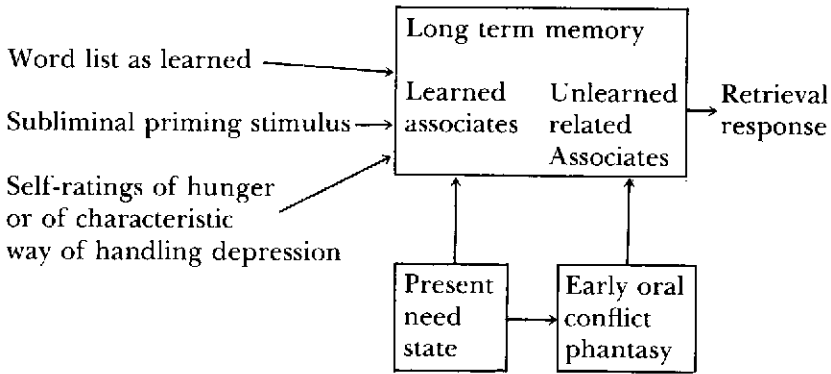 Word list as learned
Subliminal priming stimulus
Self-ratings of hunger
or of characteristic
way of handling depression
Long term memory
Learned
associates
Unlearned
related
Associates
Retrieval
response
Present
need
state
Early oral
conflict
phantasy